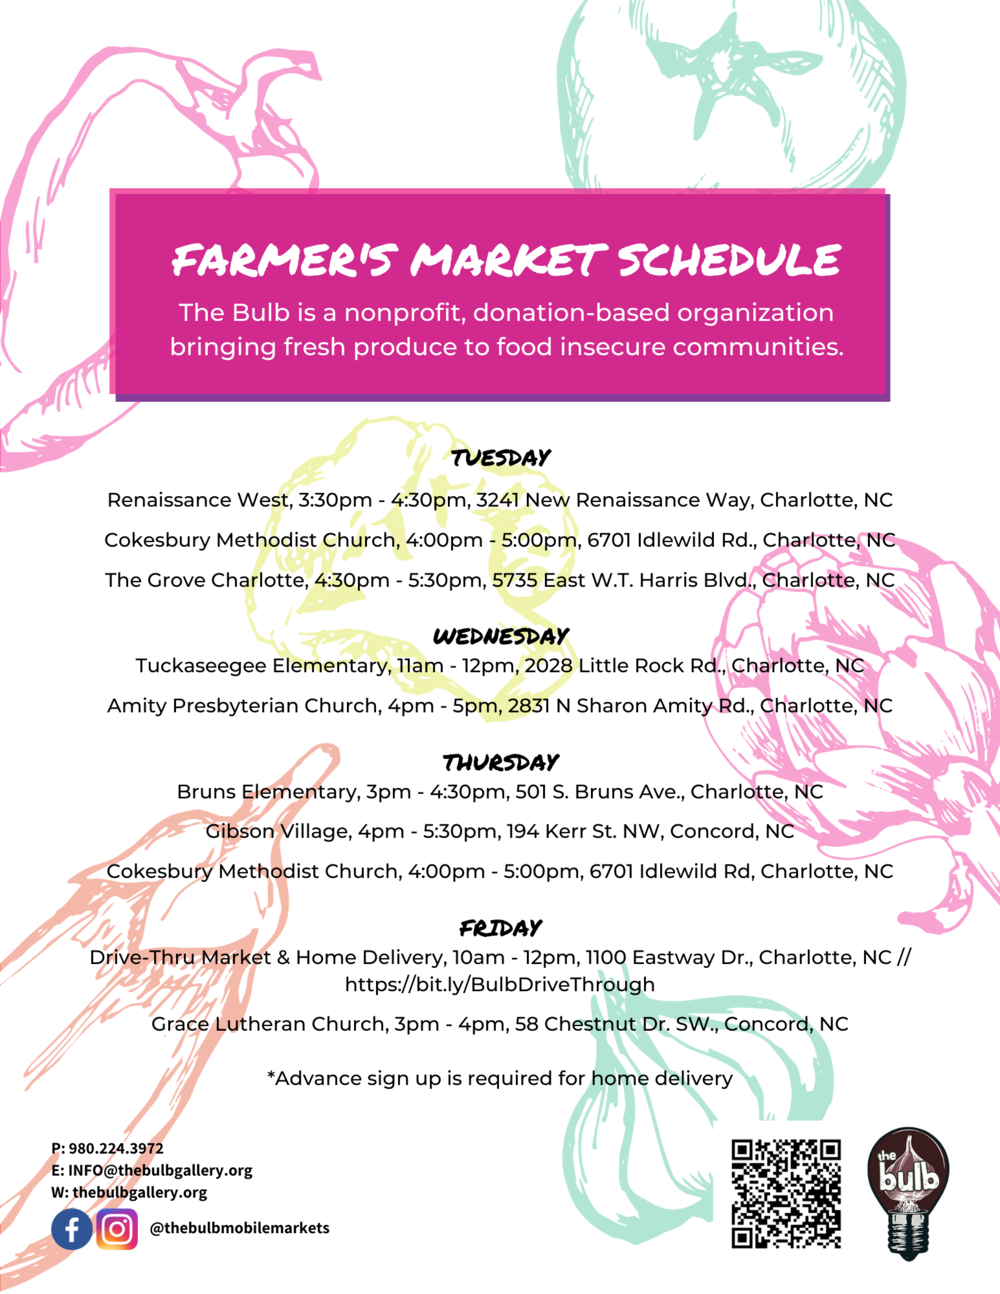 FARMER'S MARKET SCHEDULE
The Bulb is a nonprofit, donation-based organization
bringing fresh produce to food insecure communities.
TUESDAY
Renaissance West, 3:30pm - 4:30pm, 3241 New Renaissance Way, Charlotte, NC
Cokesbury Methodist Church, 4:00pm - 5:00pm, 6701 Idlewild Rd., Charlotte, NC
The Grove Charlotte, 4:30pm - 5:30pm, 5735 East W.T. Harris Blvd., Charlotte, NC
WEDNESDAY
Tuckaseegee Elementary, 11am - 12pm, 2028 Little Rock Rd., Charlotte, NC
Amity Presbyterian Church, 4pm - 5pm, 2831 N Sharon Amity Rd., Charlotte, NC
THURSDAY
Bruns Elementary, 3pm - 4:30pm, 501 S. Bruns Ave., Charlotte, NC
Gibson Village, 4pm - 5:30pm, 194 Kerr St. NW, Concord, NC
Cokesbury Methodist Church, 4:00pm - 5:00pm, 6701 Idlewild Rd, Charlotte, NC
FRIDAY
Drive-Thru Market & Home Delivery, 10am - 12pm, 1100 Eastway Dr., Charlotte, NC //
https://bit.ly/BulbDriveThrough
Grace Lutheran Church, 3pm - 4pm, 58 Chestnut Dr. SW., Concord, NC
*Advance sign up is required for home delivery
P: 980.224.3972
E: INFO@thebulbgallery.org
W: thebulbgallery.org
@thebulbmobilemarkets
the
bulb